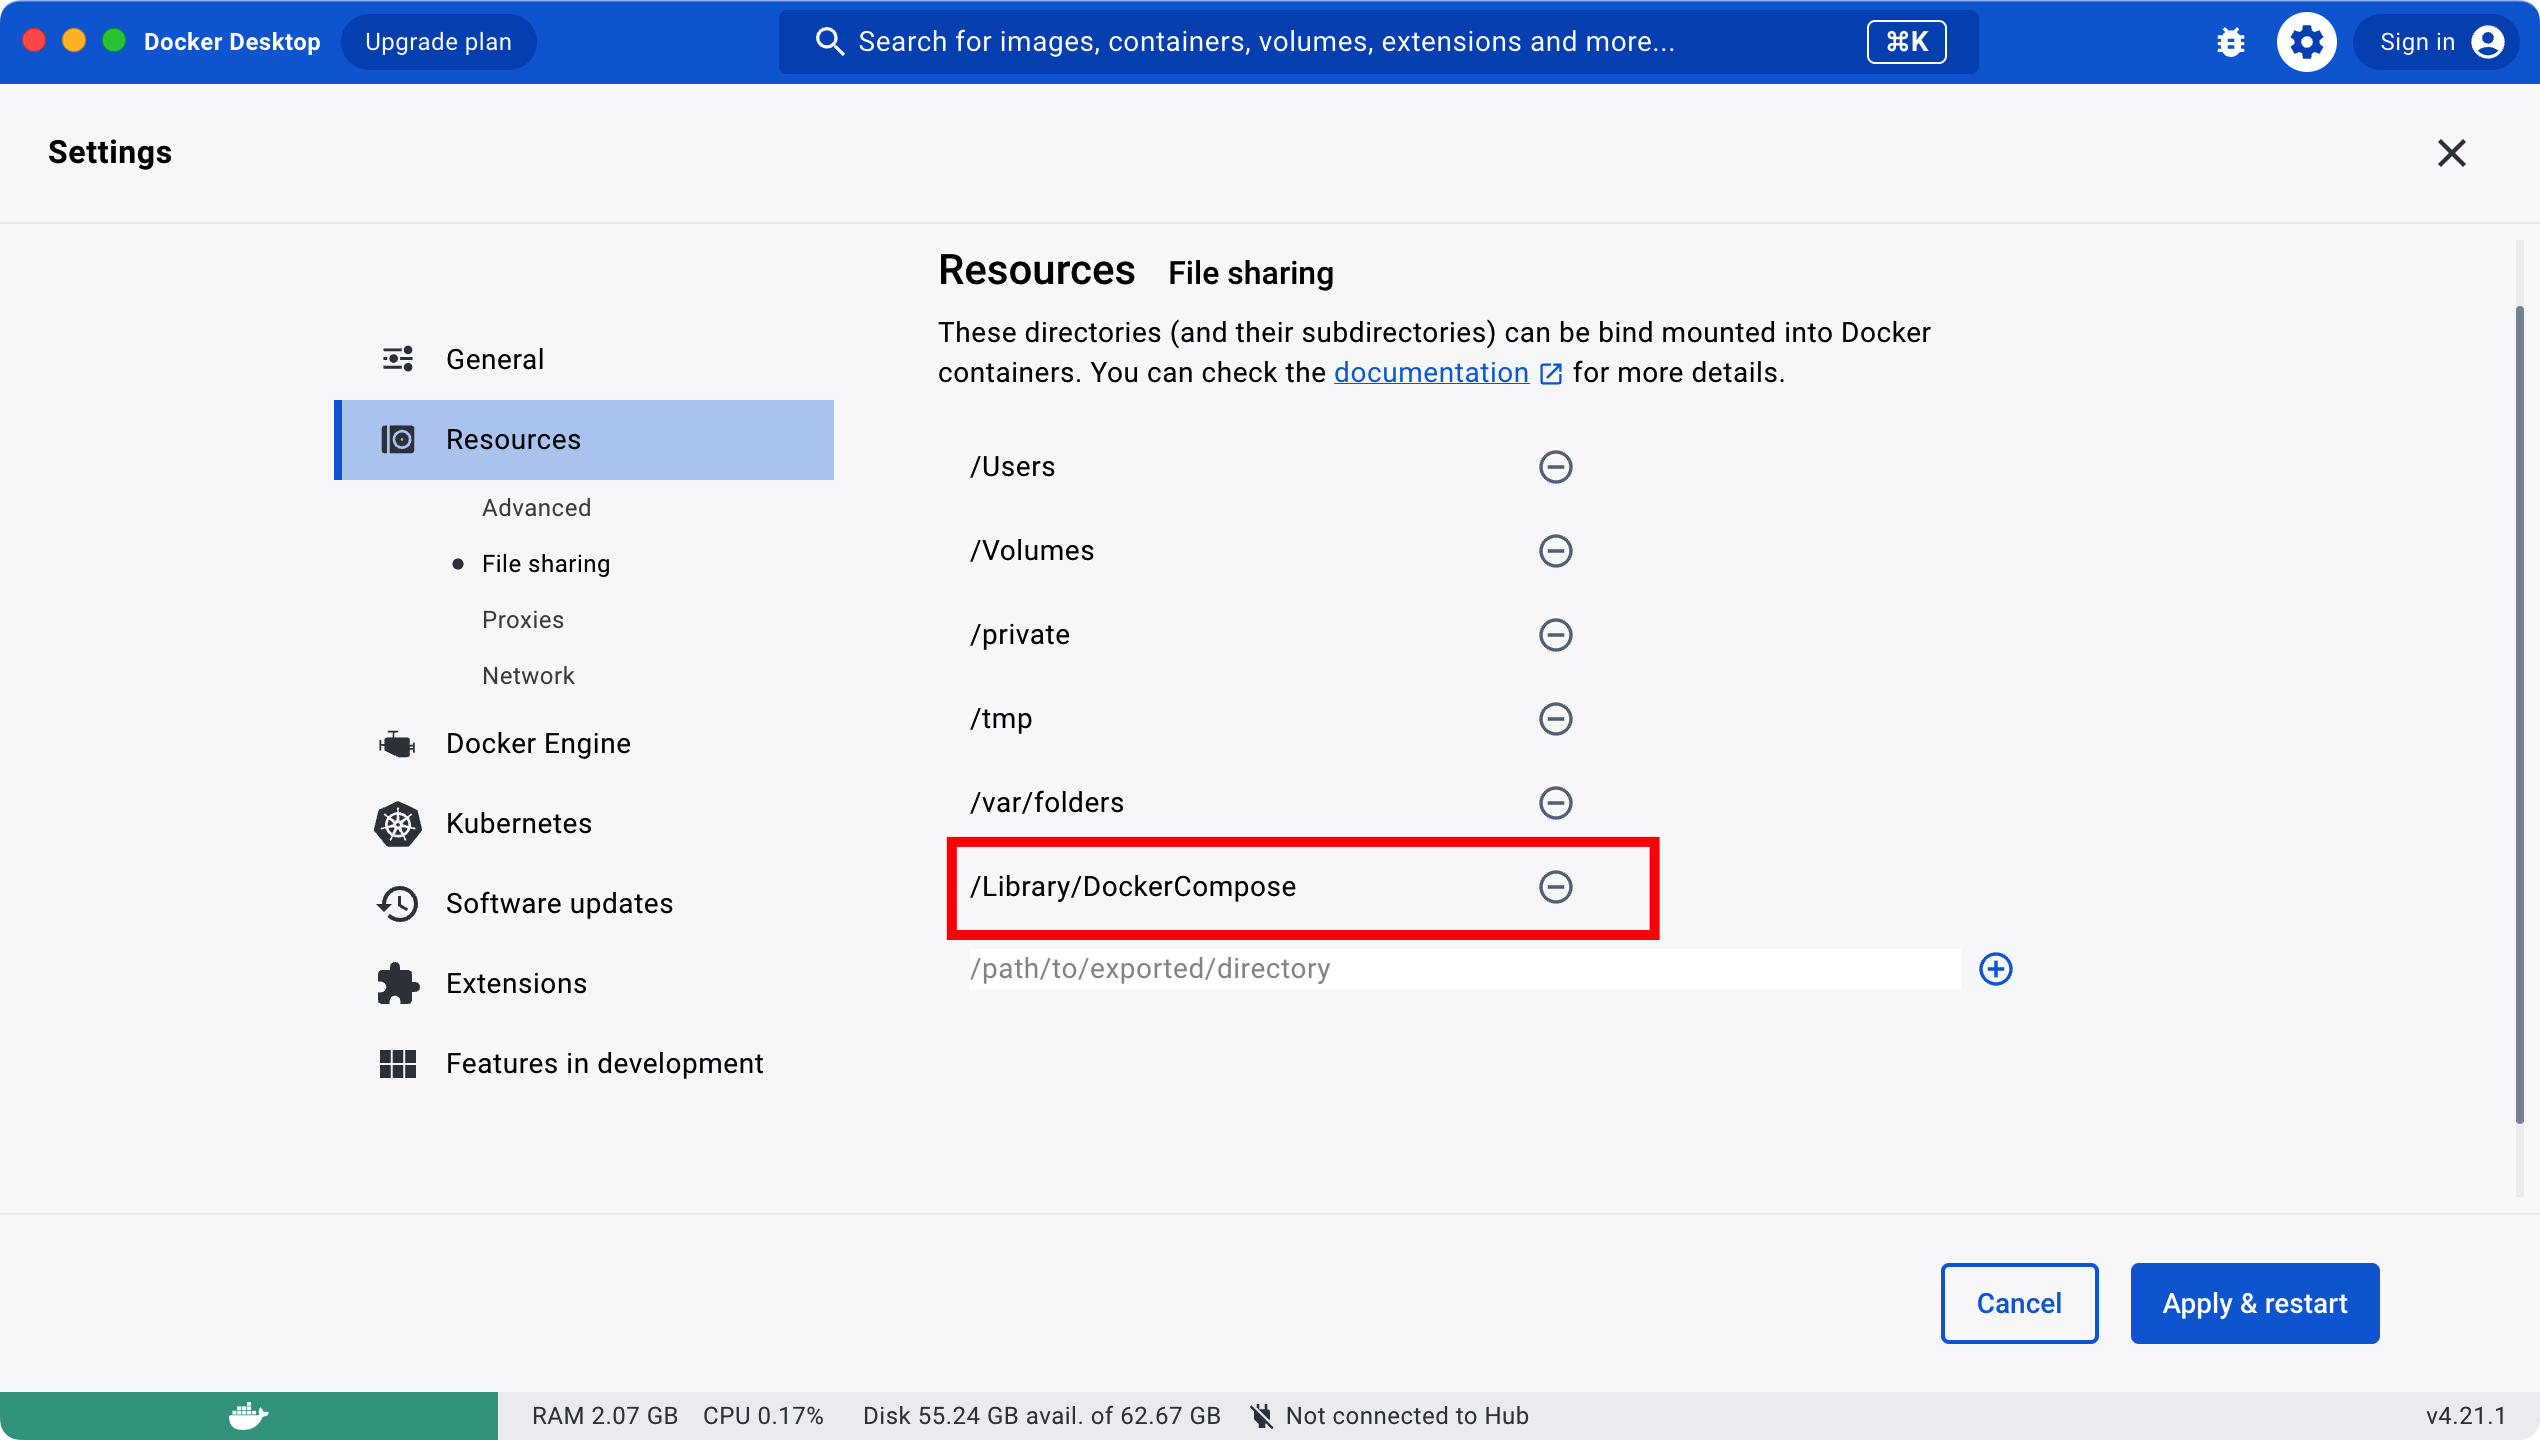 Docker Desktop
Upgrade plan
Search for images, containers, volumes, extensions and more...
⌘K
Sign in
Settings
General
Resources
Advanced
File sharing
Proxies
Network
Docker Engine
Kubernetes
Software updates
Extensions
Features in development
Resources File sharing
These directories (and their subdirectories) can be bind mounted into Docker
containers. You can check the documentation for more details.
/Users
/Volumes
/private
/tmp
/var/folders
/Library/DockerCompose
/path/to/exported/directory
Cancel
Apply & restart
RAM 2.07 GB CPU 0.17% Disk 55.24 GB avail. of 62.67 GB Not connected to Hub
v4.21.1